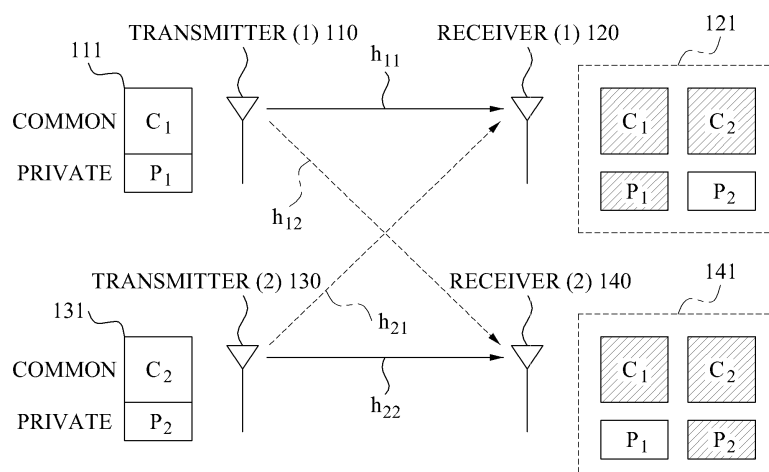 TRANSMITTER (1) 110
RECEIVER (1) 120
121
111
h11
COMMON
C1
C1
C2
PRIVATE
P1
P1
P2
h12
TRANSMITTER (2) 130
RECEIVER (2) 140
141
131
h21
COMMON
C2
C1
C2
h22
PRIVATE
P2
P1
P2